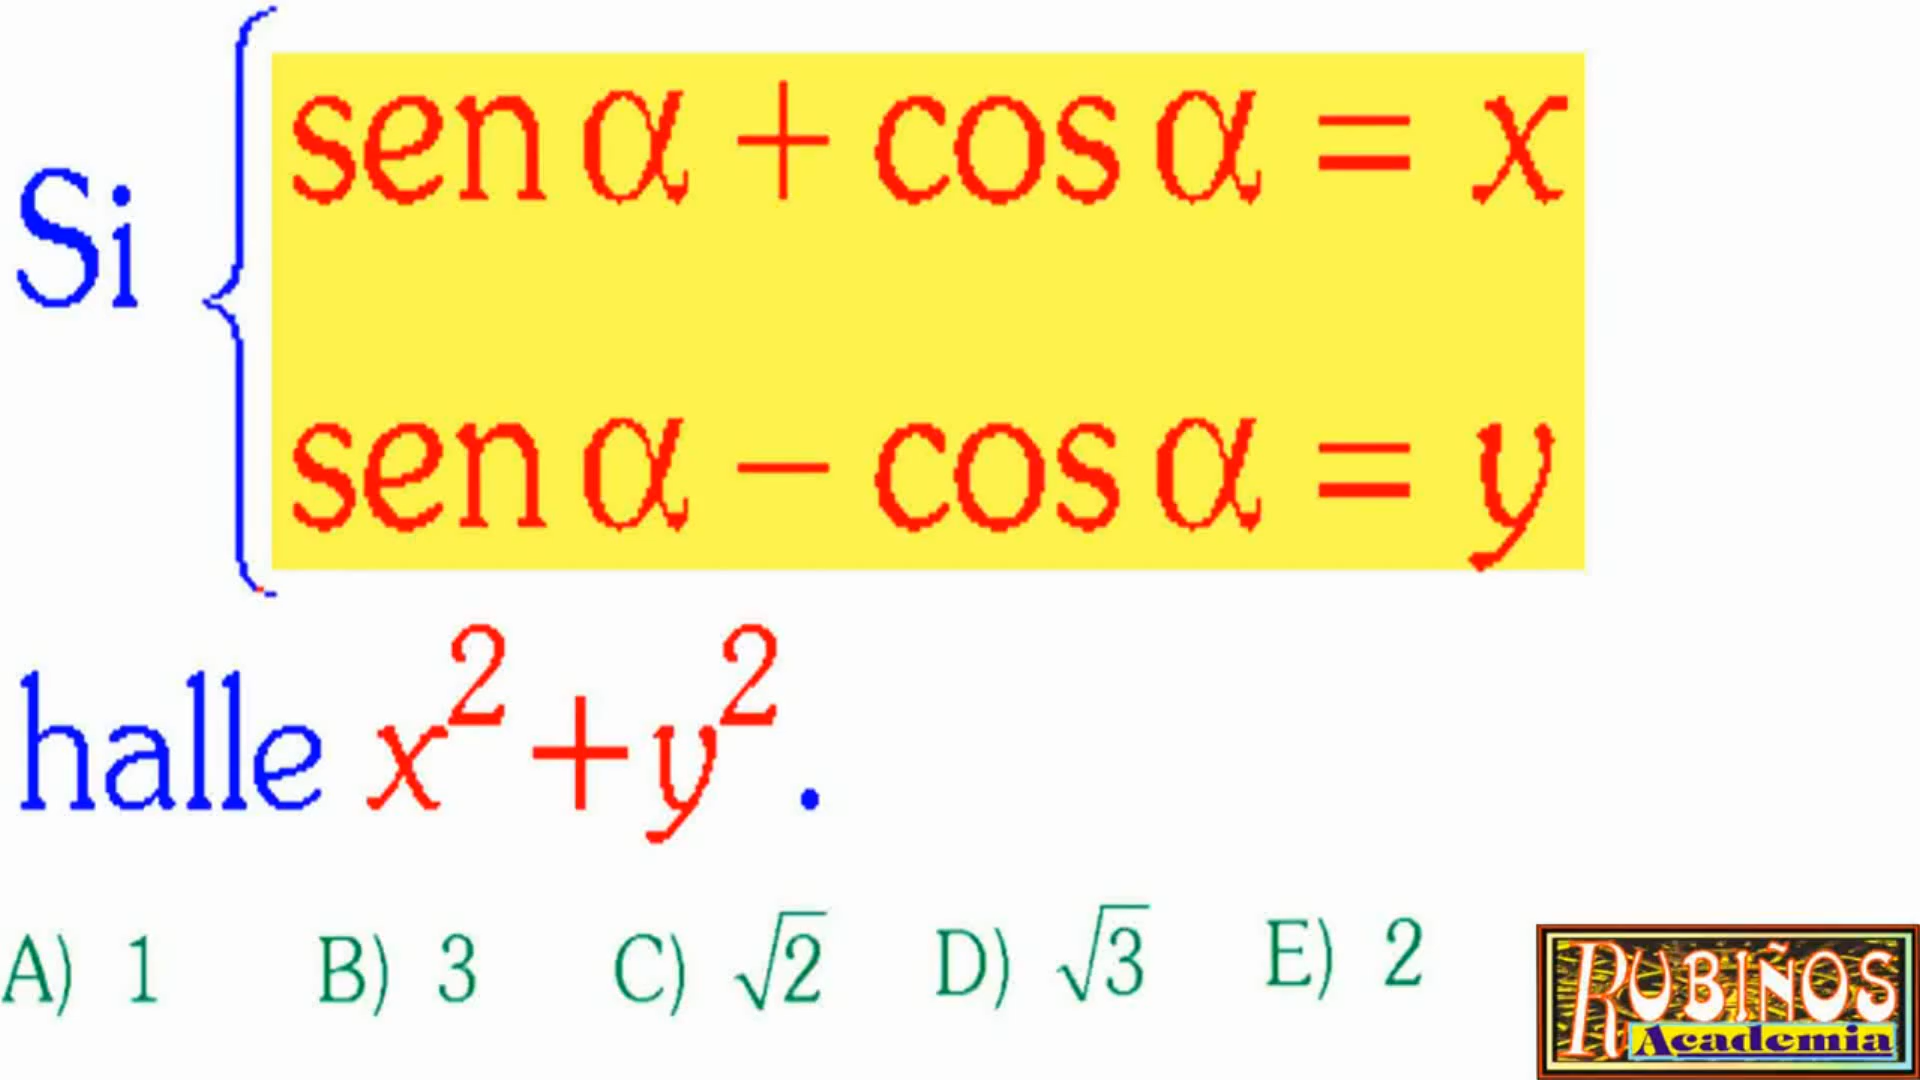 Si { sen α + cos α = x
sen α − cos α = y
halle x² + y² .
A) 1 B) 3 C) √2 D) √3 E) 2
RUBIÑOS
Academia